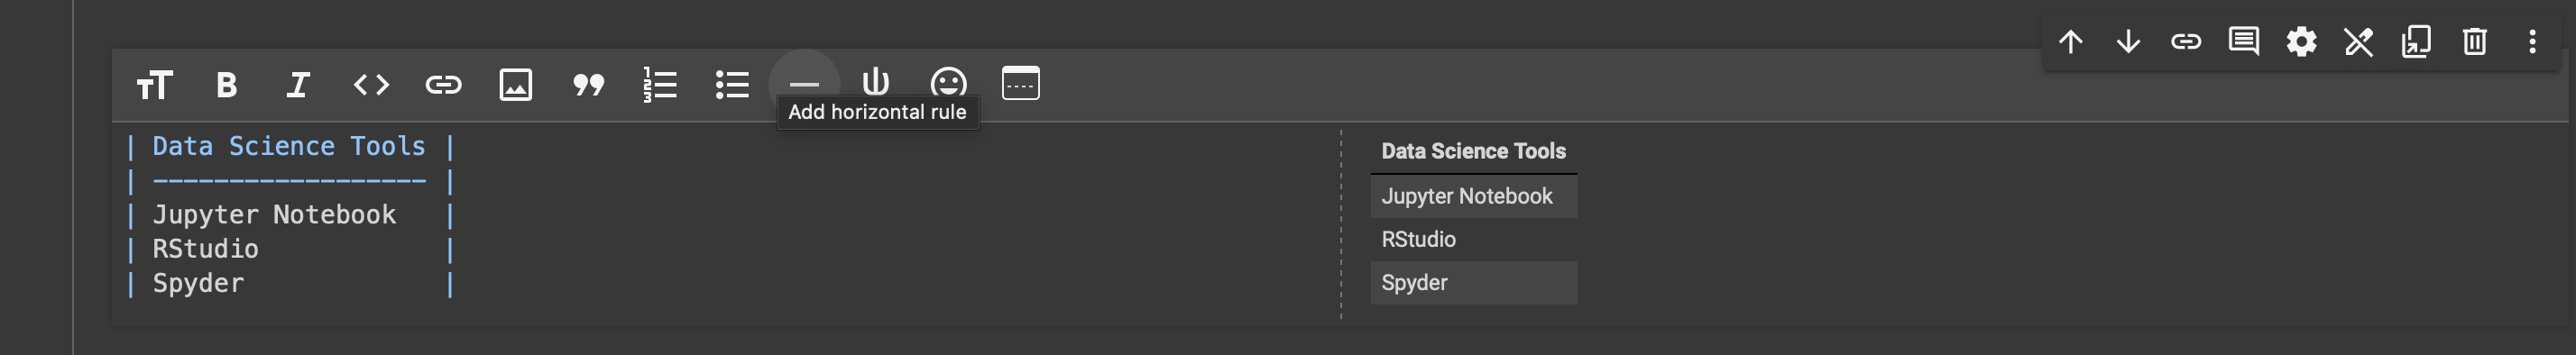 Add horizontal rule
| Data Science Tools |
| ------------------ |
| Jupyter Notebook   |
| RStudio            |
| Spyder             |
Data Science Tools
Jupyter Notebook
RStudio
Spyder